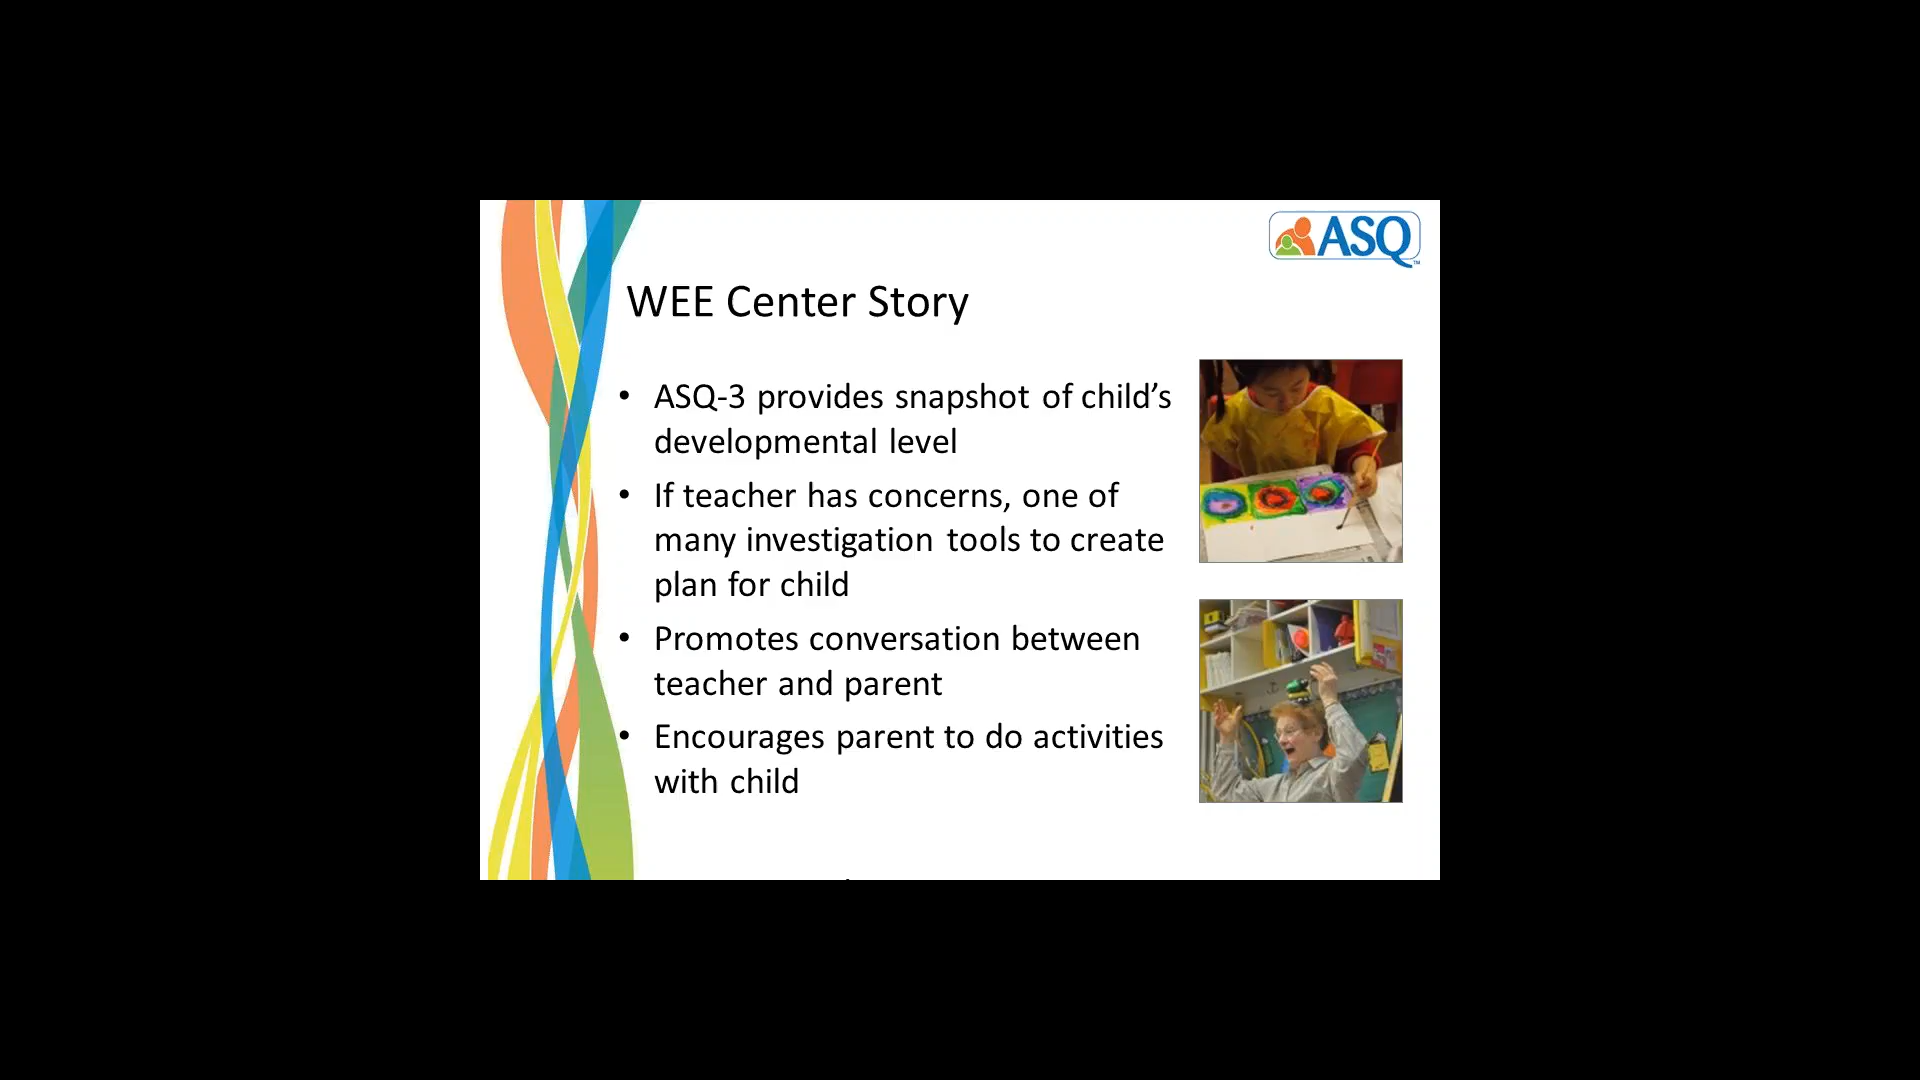 ASQ™
WEE Center Story
• ASQ-3 provides snapshot of child’s
developmental level
• If teacher has concerns, one of
many investigation tools to create
plan for child
• Promotes conversation between
teacher and parent
• Encourages parent to do activities
with child